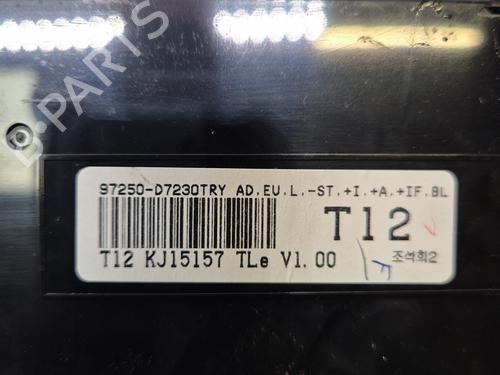 B-PARTS
97250-D7230TRY AD.EU.L.-ST.+I.+A.+IF.BL
T12
T12 KJ15157 TLe V1.00
조석희2